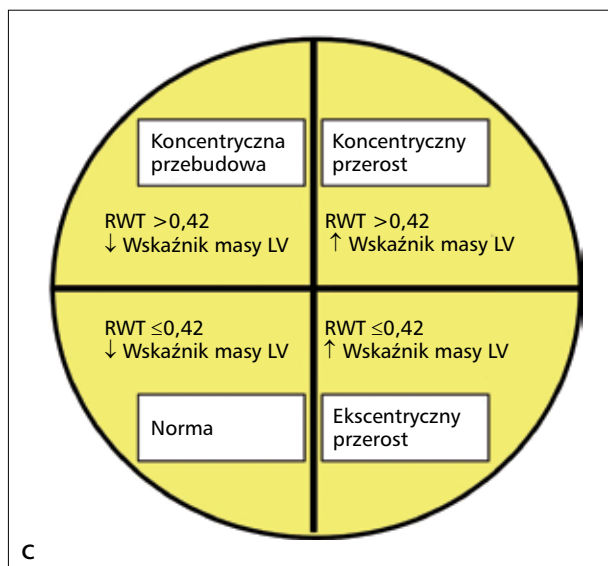 Koncentryczna
przebudowa
RWT >0,42
↓ Wskaźnik masy LV
Koncentryczny
przerost
RWT >0,42
↑ Wskaźnik masy LV
RWT ≤0,42
↓ Wskaźnik masy LV
Norma
RWT ≤0,42
↑ Wskaźnik masy LV
Ekscentryczny
przerost
C